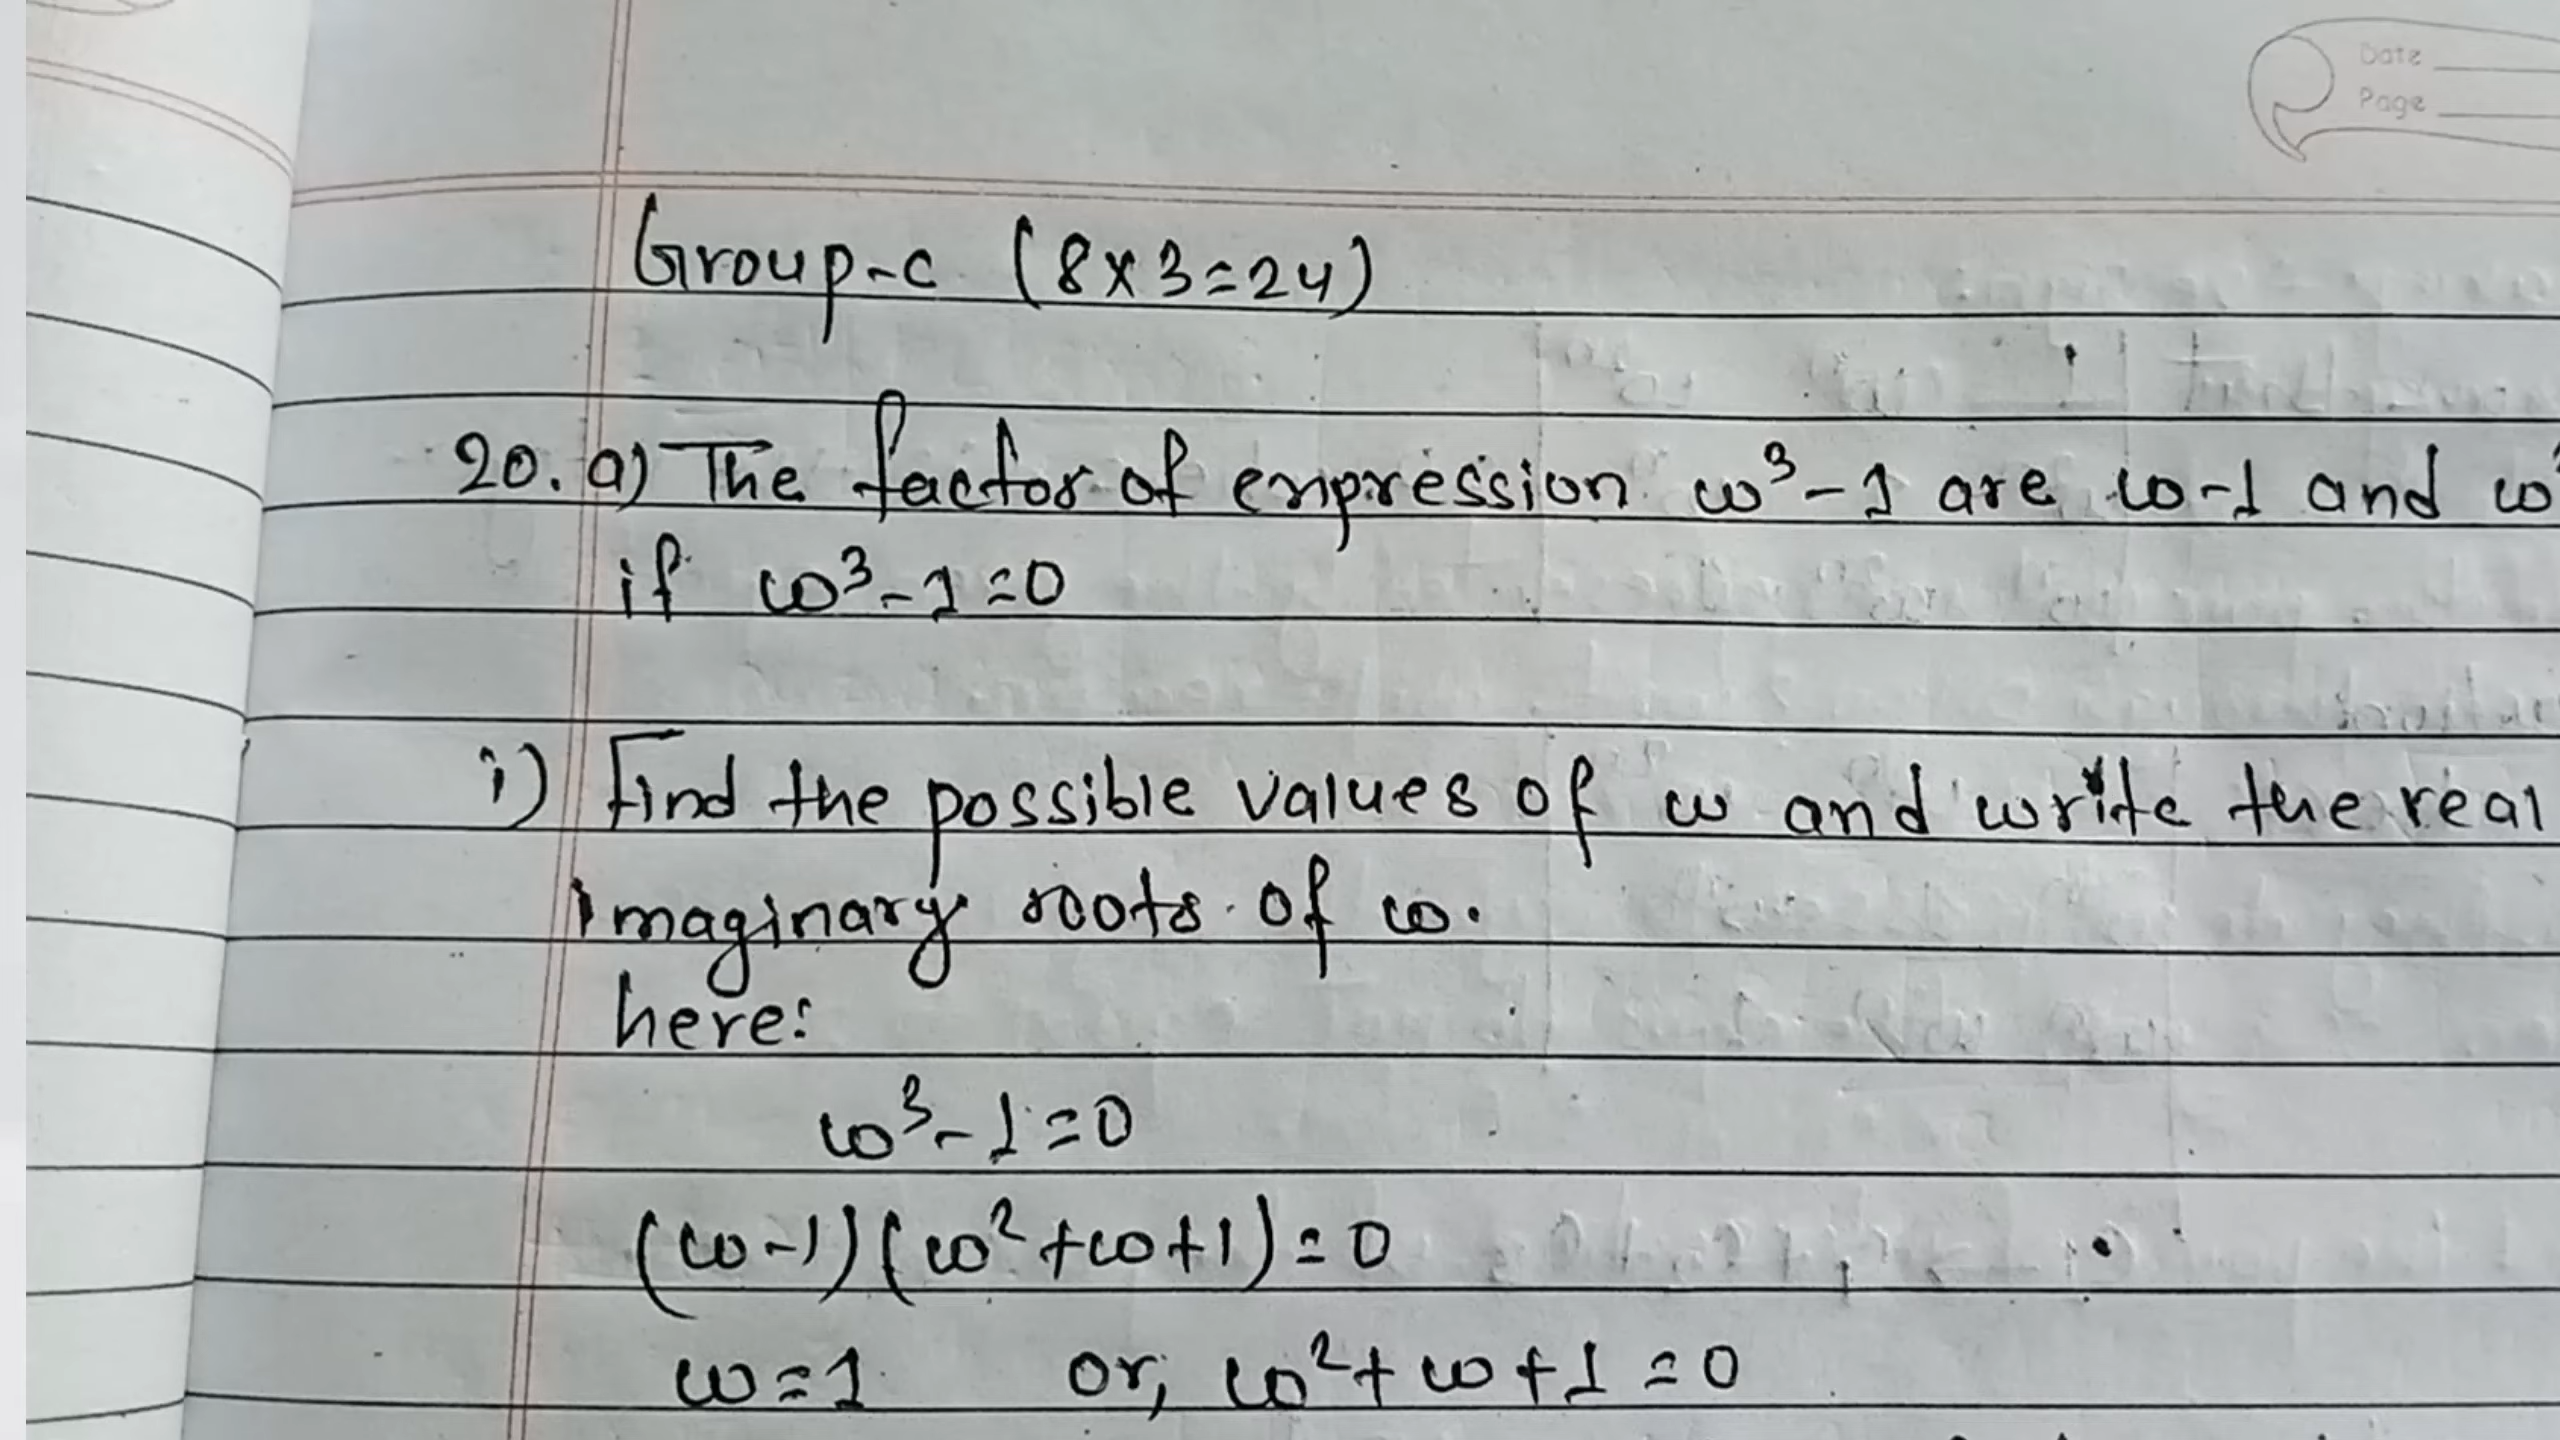 Date
Page
Group-c (8×3=24)
20. a) The factor of expression ω³-1 are ω-1 and ω²
if ω³-1=0
i) Find the possible values of ω and write the real
imaginary roots of ω.
here:
ω³-1=0
(ω-1)(ω²+ω+1)=0
ω=1 or, ω²+ω+1=0